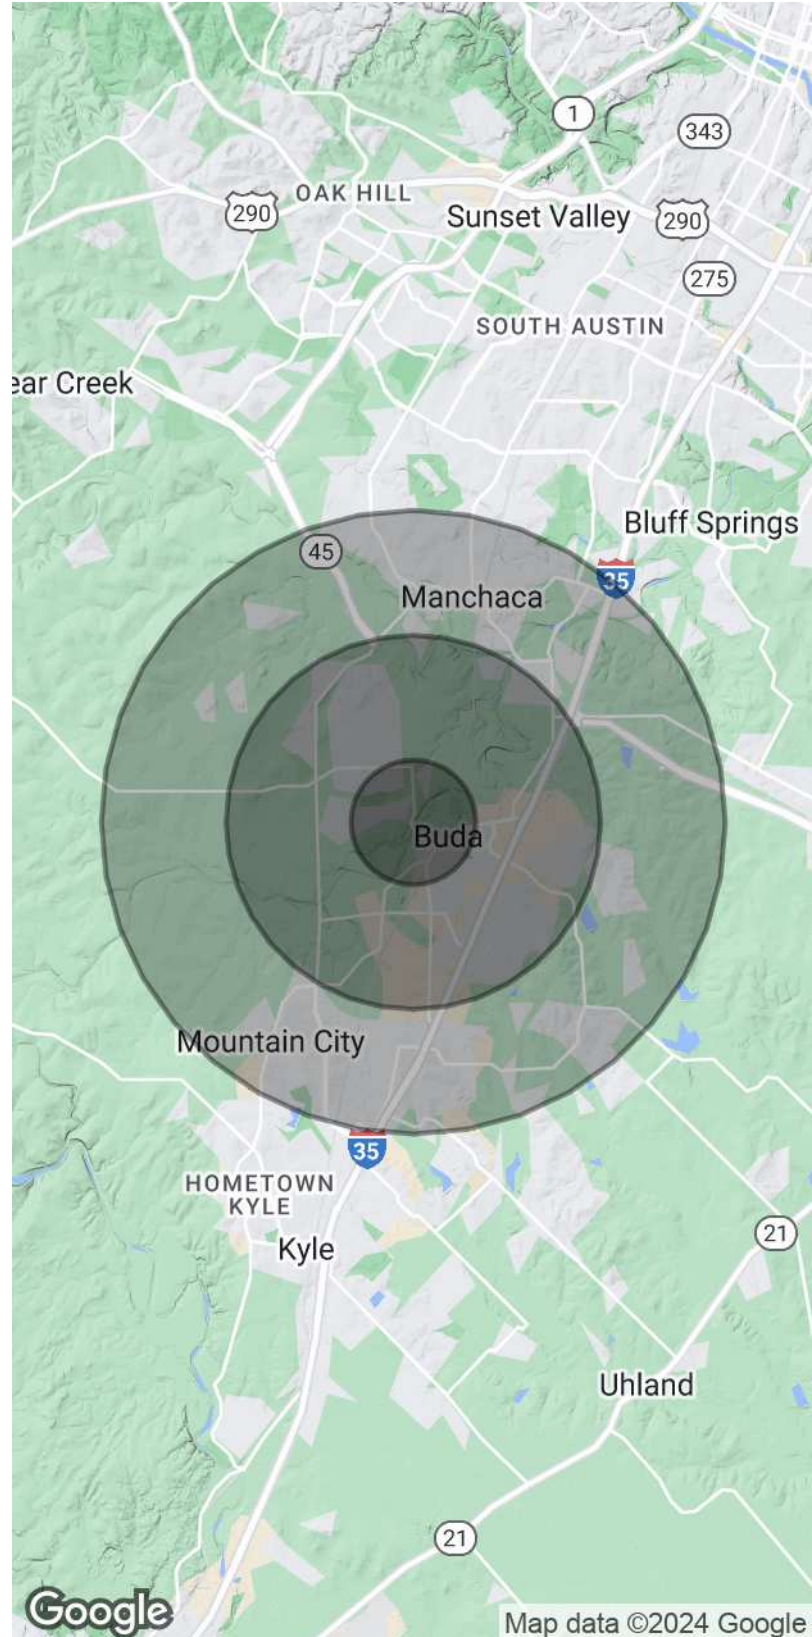 1
343
OAK HILL
290
Sunset Valley
290
275
SOUTH AUSTIN
ear Creek
Bluff Springs
45
35
Manchaca
Buda
Mountain City
35
HOMETOWN
KYLE
21
Kyle
Uhland
21
Google
Map data ©2024 Google